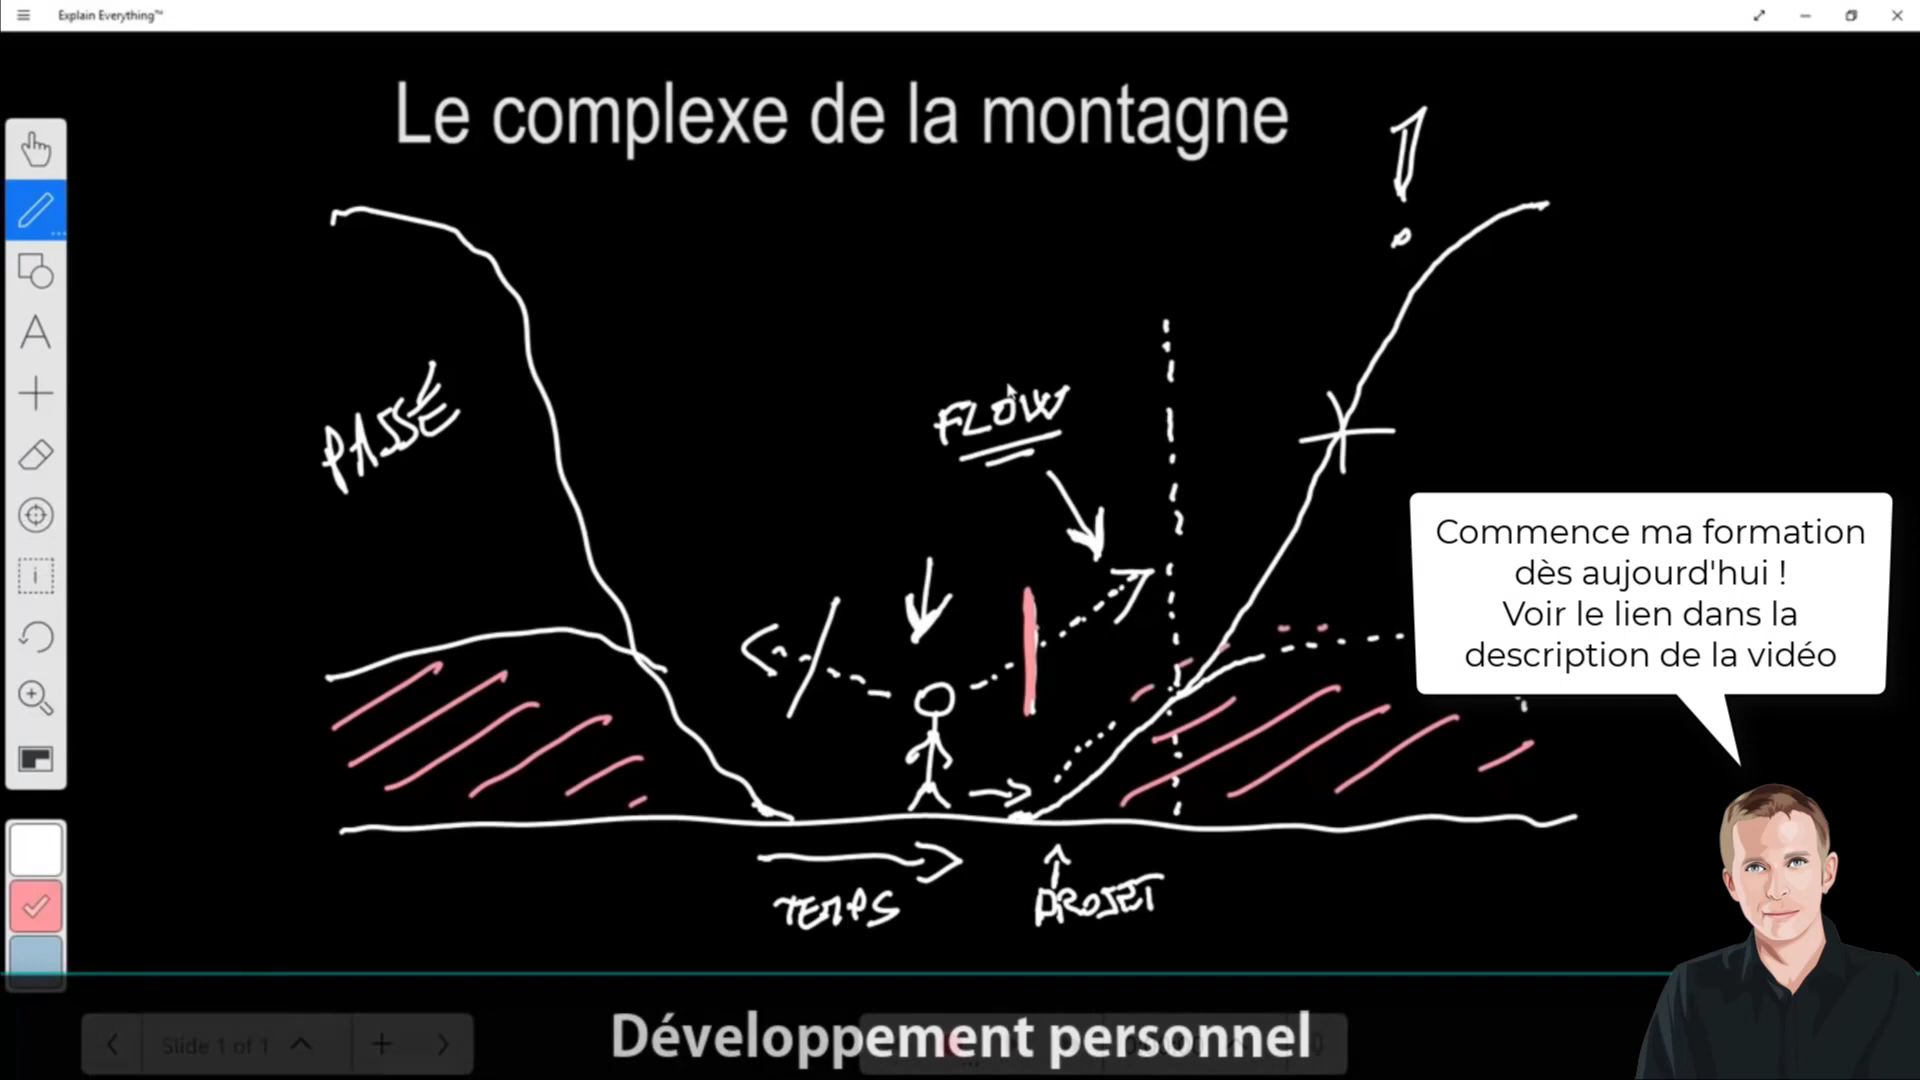 Explain Everything™
Le complexe de la montagne
PASSÉ
FLOW
Commence ma formation
dès aujourd'hui !
Voir le lien dans la
description de la vidéo
TEMPS
PROJET
Slide 1 of 1
Développement personnel